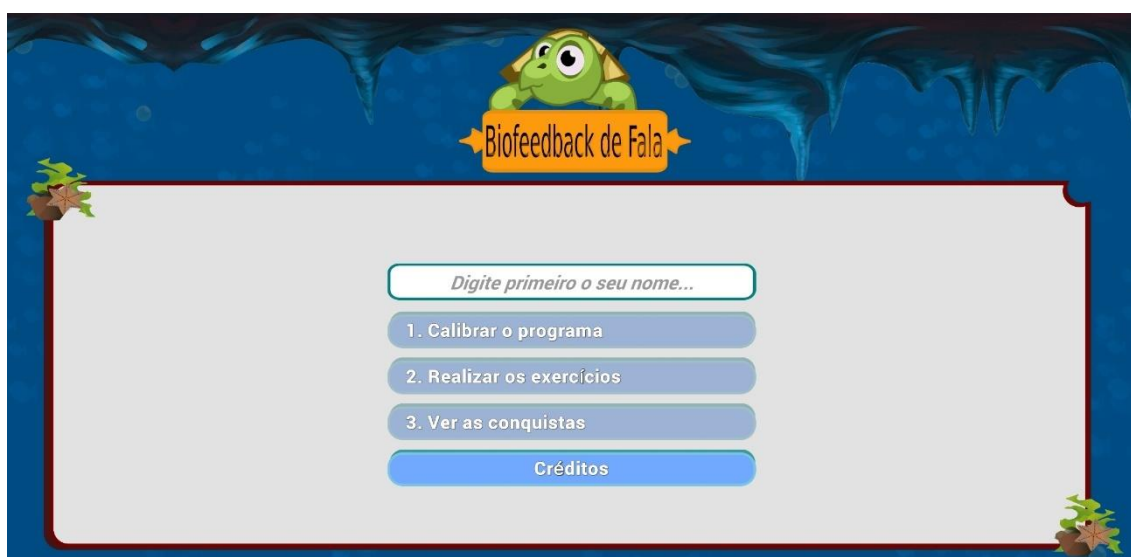 Biofeedback de Fala
Digite primeiro o seu nome...
1. Calibrar o programa
2. Realizar os exercícios
3. Ver as conquistas
Créditos